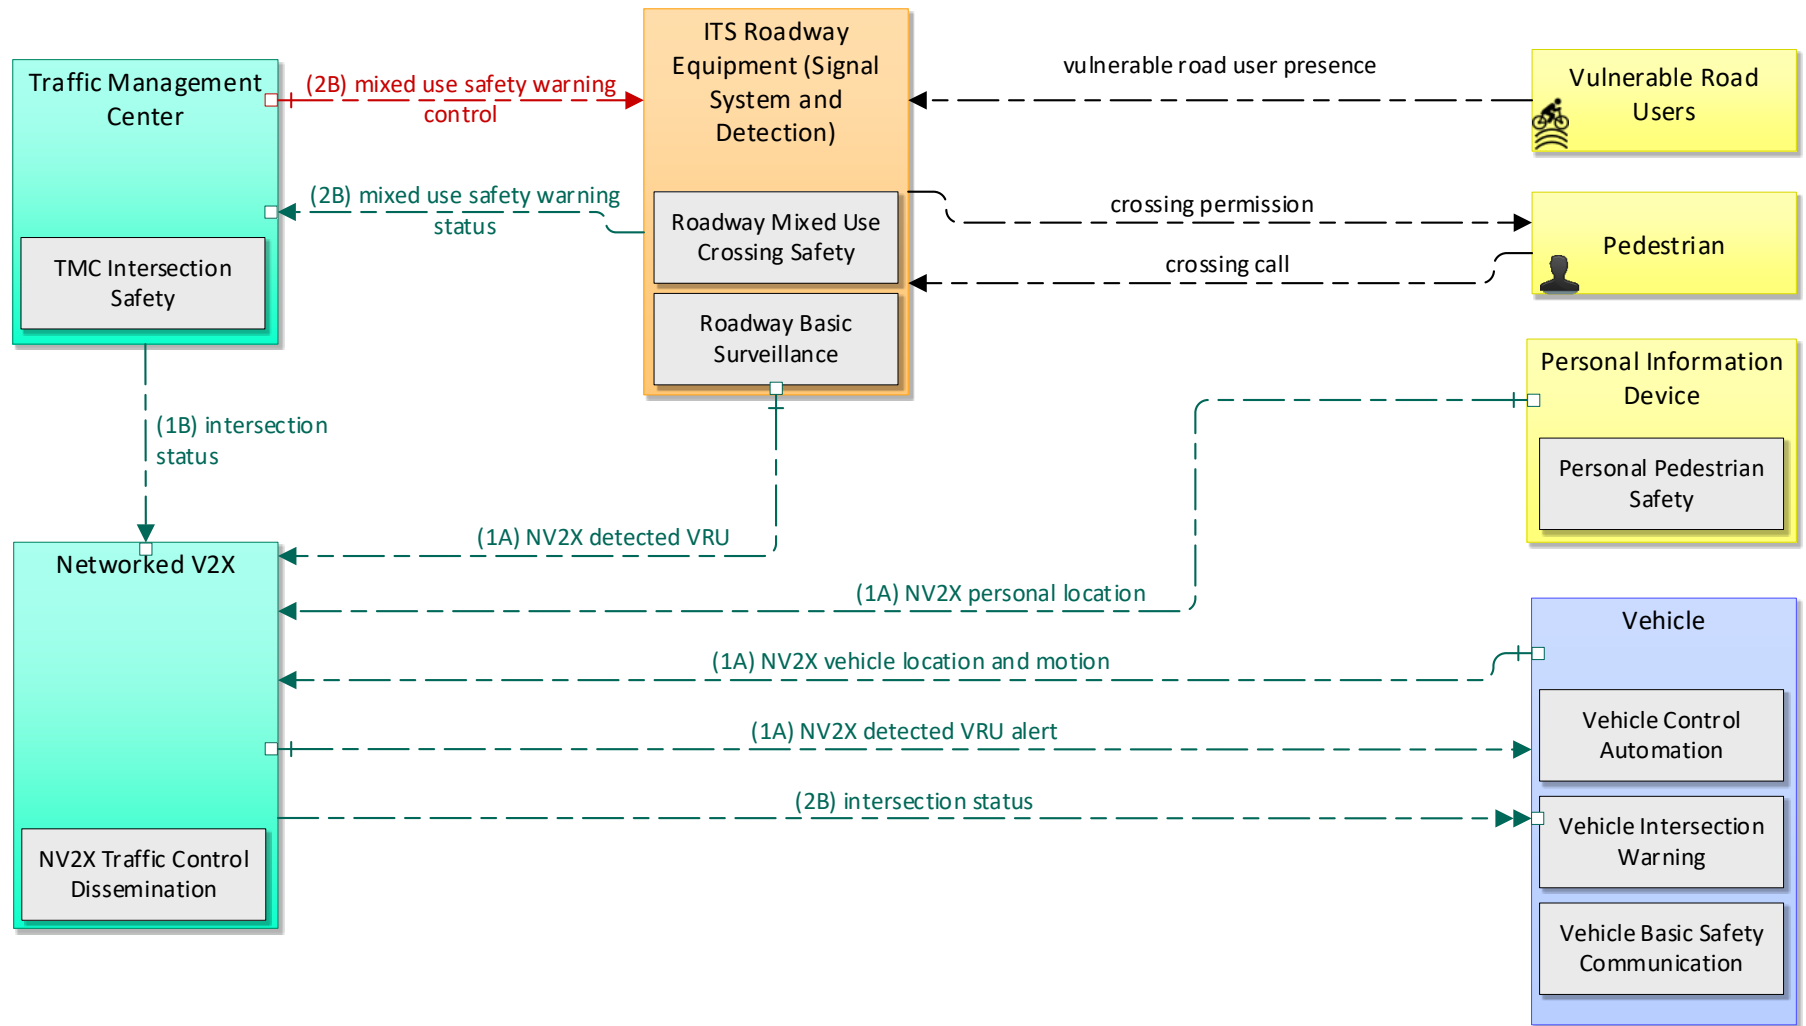 Traffic Management
Center
TMC Intersection
Safety
(2B) mixed use safety warning
control
(2B) mixed use safety warning
status
ITS Roadway
Equipment (Signal
System and
Detection)
Roadway Mixed Use
Crossing Safety
Roadway Basic
Surveillance
vulnerable road user presence
Vulnerable Road
Users
crossing permission
crossing call
Pedestrian
Personal Information
Device
Personal Pedestrian
Safety
(1B) intersection
status
Networked V2X
NV2X Traffic Control
Dissemination
(1A) NV2X detected VRU
(1A) NV2X personal location
(1A) NV2X vehicle location and motion
(1A) NV2X detected VRU alert
(2B) intersection status
Vehicle
Vehicle Control
Automation
Vehicle Intersection
Warning
Vehicle Basic Safety
Communication